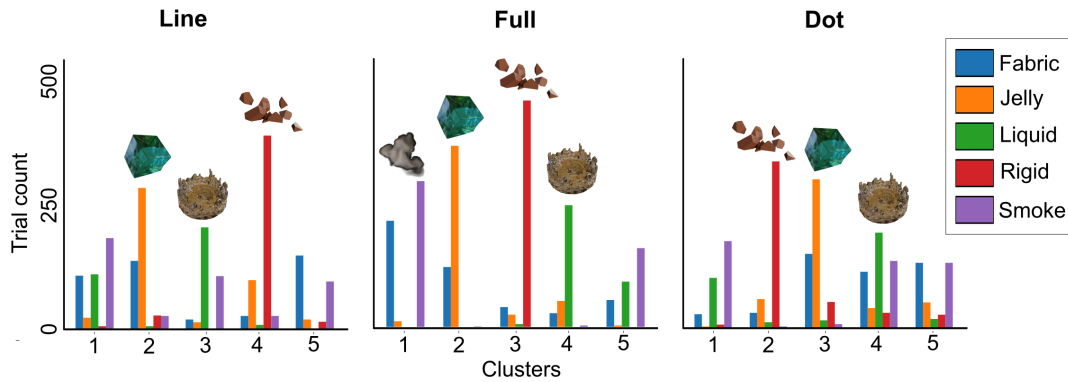 Line
Full
Dot
Trial count
500
250
0
1 2 3 4 5
1 2 3 4 5
1 2 3 4 5
Clusters
Fabric
Jelly
Liquid
Rigid
Smoke